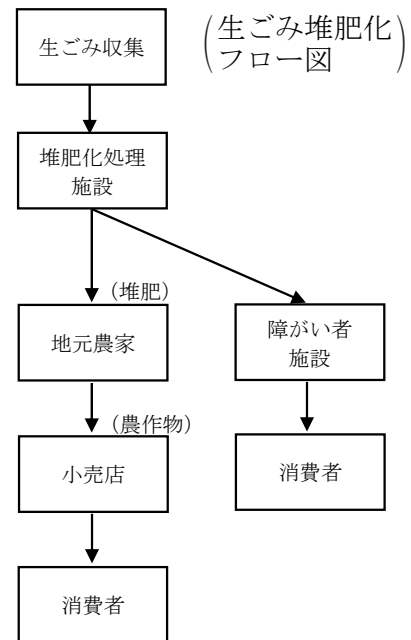 生ごみ収集
(生ごみ堆肥化
フロー図)
堆肥化処理
施設
(堆肥)
地元農家
障がい者
施設
(農作物)
小売店
消費者
消費者